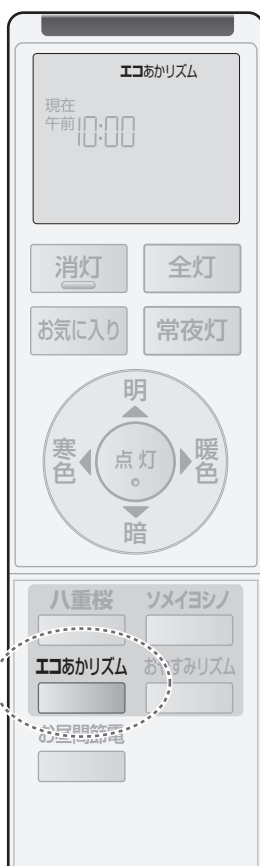 エコあかリズム
現在
午前10:00
消灯 全灯
お気に入り 常夜灯
明
寒色 点灯 暖色
暗
八重桜 ソメイヨシノ
エコあかリズム おやすみリズム
お昼間節電